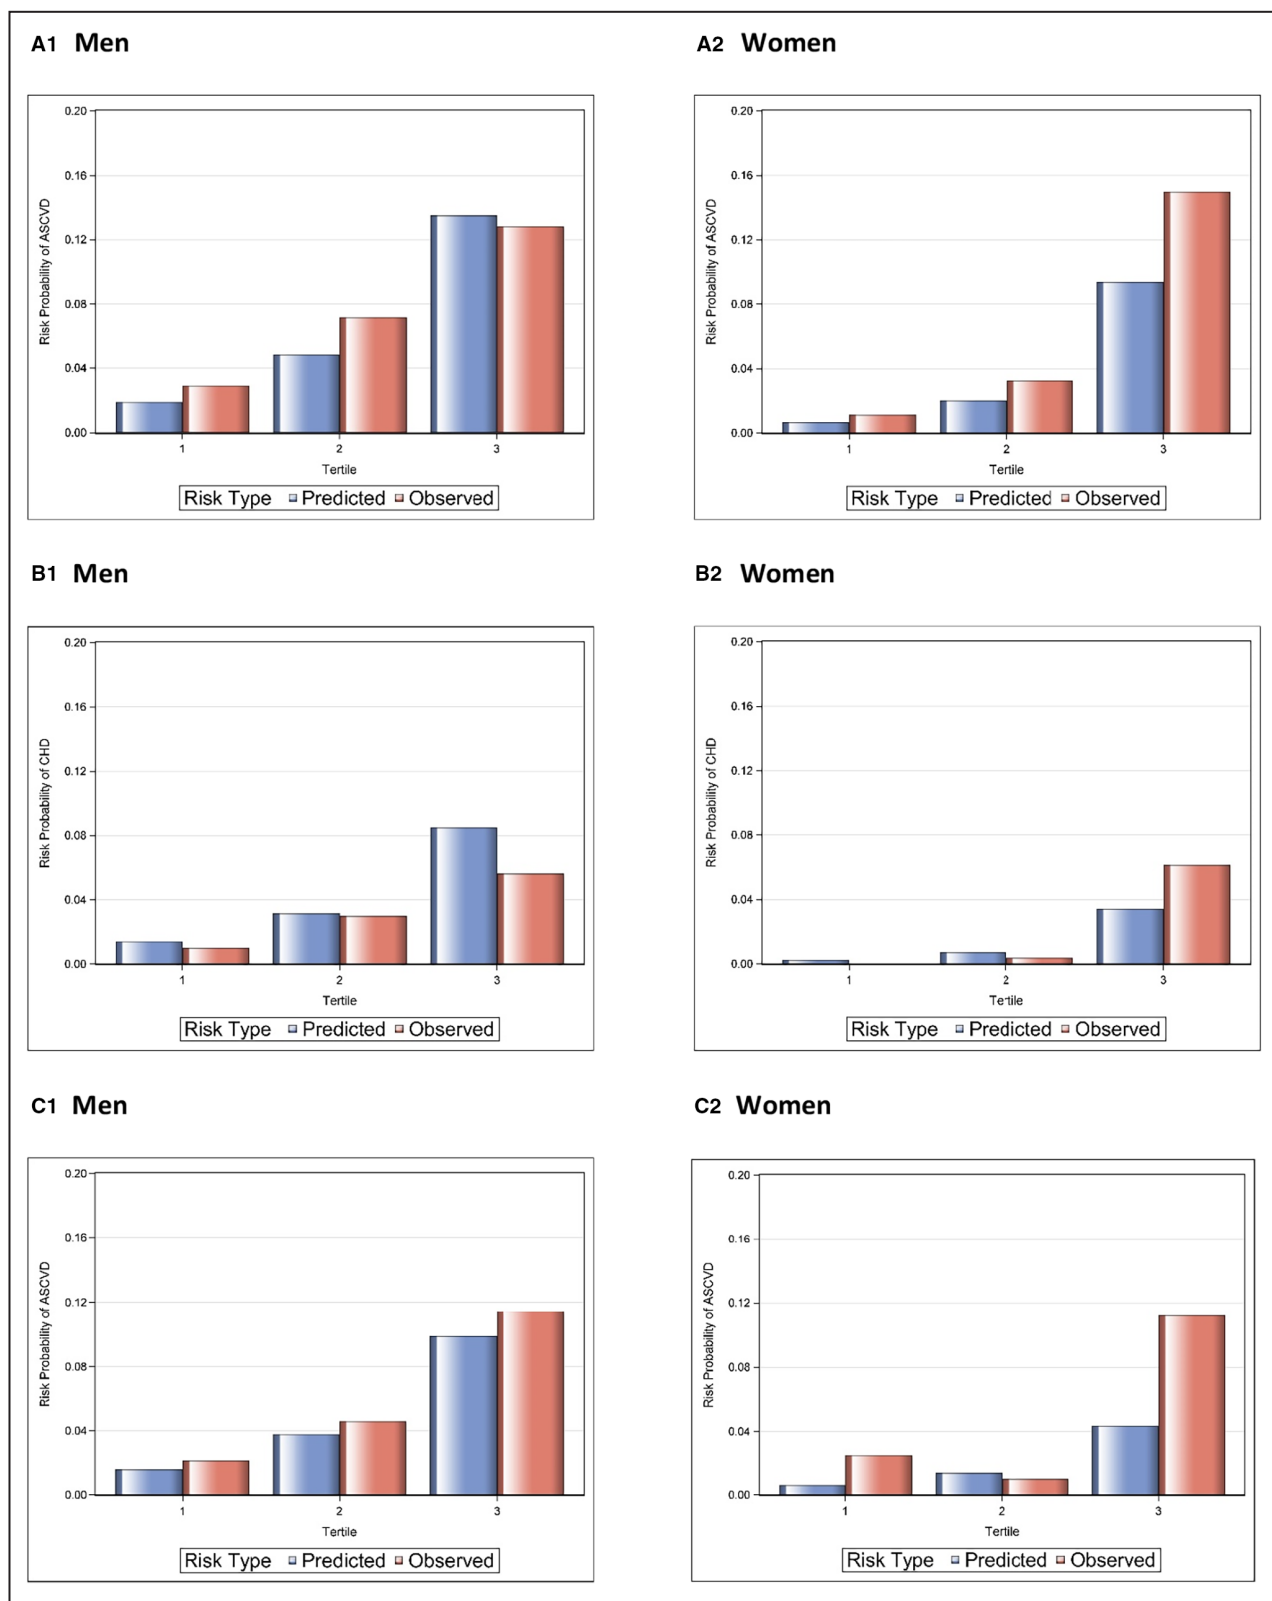 A1 Men
0.20
0.16
0.12
0.08
0.04
0.00
Risk Probability of ASCVD
1 2 3
Tertile
Risk Type Predicted Observed
A2 Women
0.20
0.16
0.12
0.08
0.04
0.00
Risk Probability of ASCVD
1 2 3
Tertile
Risk Type Predicted Observed
B1 Men
0.20
0.16
0.12
0.08
0.04
0.00
Risk Probability of CHD
1 2 3
Tertile
Risk Type Predicted Observed
B2 Women
0.20
0.16
0.12
0.08
0.04
0.00
Risk Probability of CHD
1 2 3
Tertile
Risk Type Predicted Observed
C1 Men
0.20
0.16
0.12
0.08
0.04
0.00
Risk Probability of ASCVD
1 2 3
Tertile
Risk Type Predicted Observed
C2 Women
0.20
0.16
0.12
0.08
0.04
0.00
Risk Probability of ASCVD
1 2 3
Tertile
Risk Type Predicted Observed